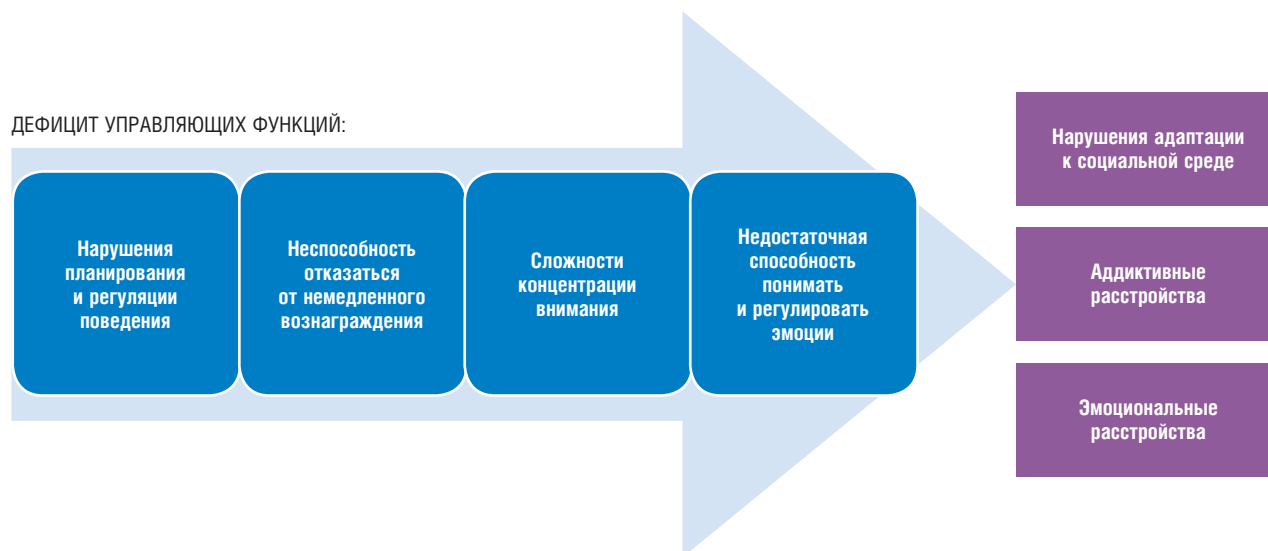 ДЕФИЦИТ УПРАВЛЯЮЩИХ ФУНКЦИЙ:
Нарушения
планирования
и регуляции
поведения
Неспособность
отказаться
от немедленного
вознаграждения
Сложности
концентрации
внимания
Недостаточная
способность
понимать
и регулировать
эмоции
Нарушения адаптации
к социальной среде
Аддиктивные
расстройства
Эмоциональные
расстройства